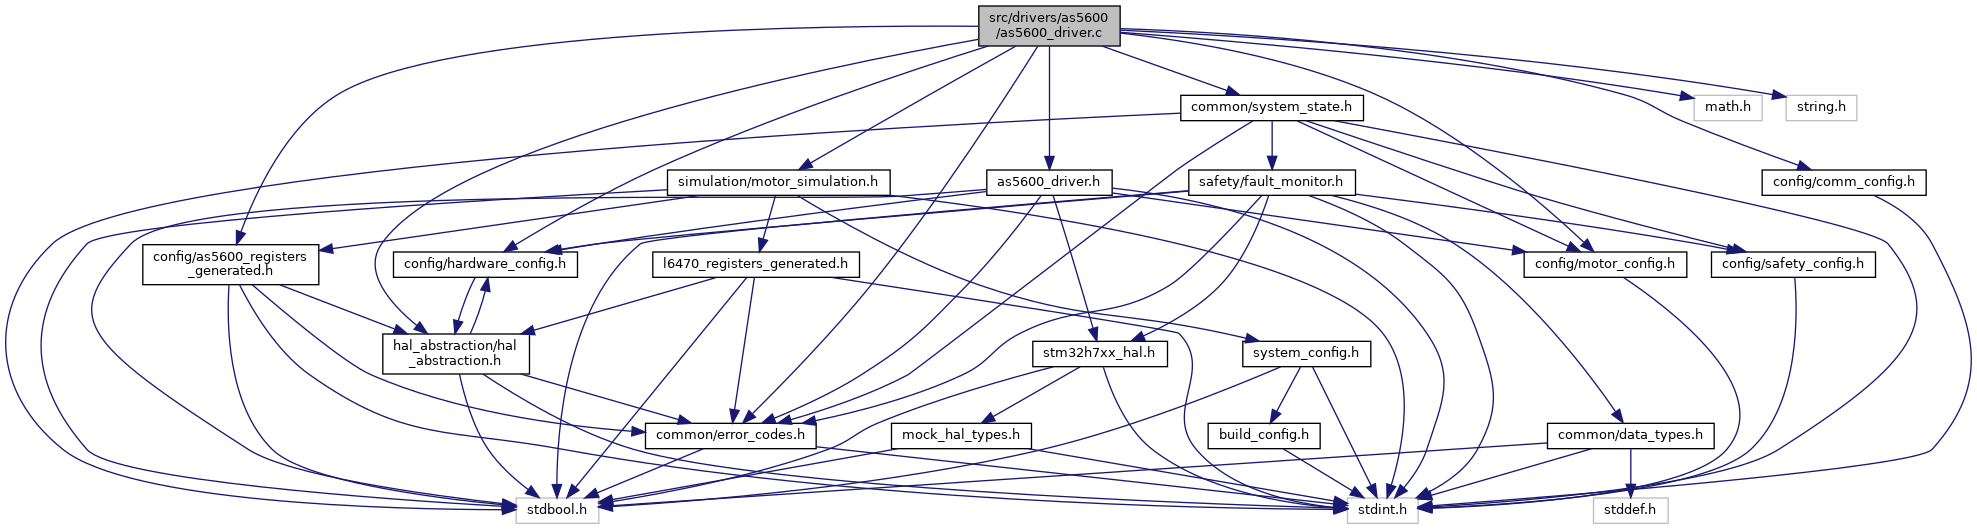 src/drivers/as5600
/as5600_driver.c
common/system_state.h
math.h
string.h
simulation/motor_simulation.h
as5600_driver.h
safety/fault_monitor.h
config/comm_config.h
config/as5600_registers
_generated.h
config/hardware_config.h
l6470_registers_generated.h
config/motor_config.h
config/safety_config.h
hal_abstraction/hal
_abstraction.h
stm32h7xx_hal.h
system_config.h
common/error_codes.h
mock_hal_types.h
build_config.h
common/data_types.h
stdbool.h
stdint.h
stddef.h